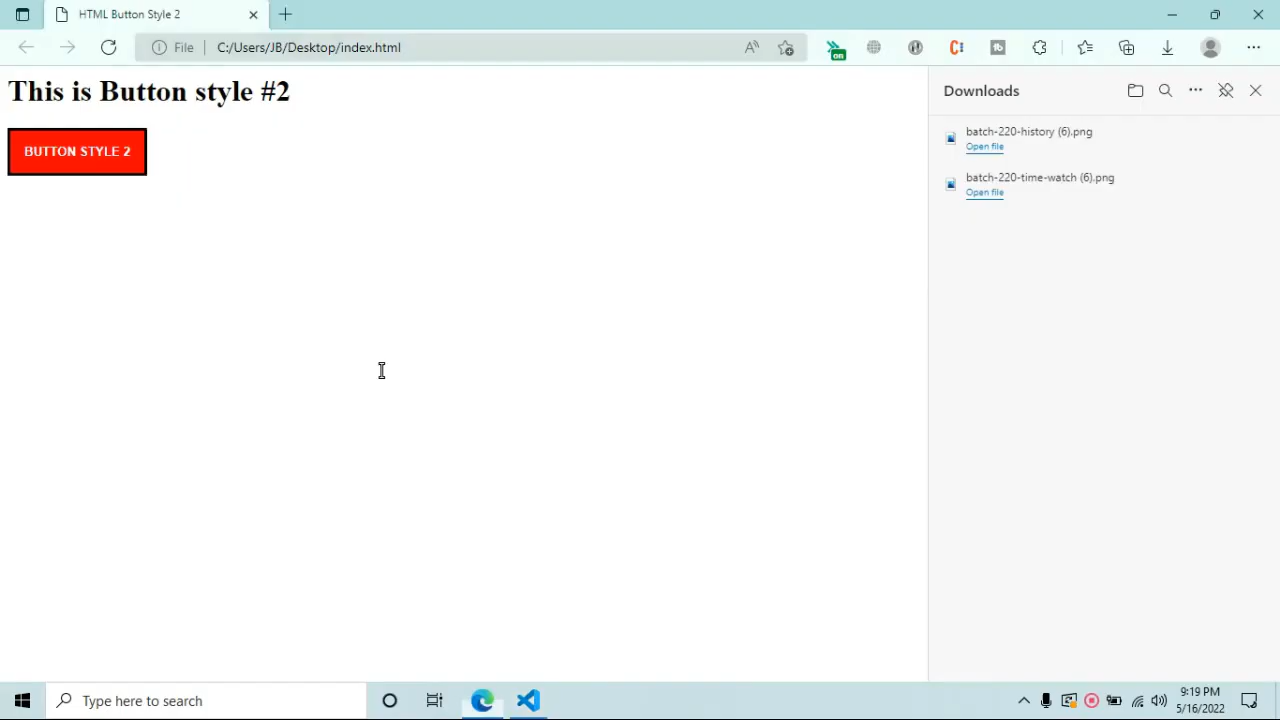 HTML Button Style 2
File
C:/Users/JB/Desktop/index.html
on
This is Button style #2
BUTTON STYLE 2
Downloads
batch-220-history (6).png
Open file
batch-220-time-watch (6).png
Open file
Type here to search
9:19 PM
5/16/2022